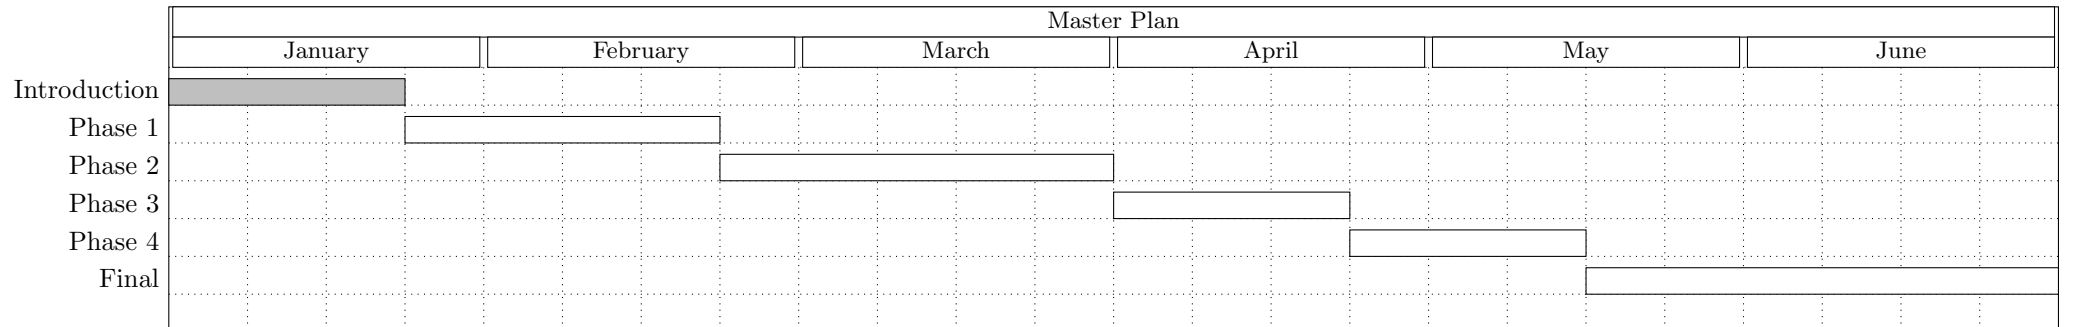 Master Plan
January February March April May June
Introduction
Phase 1
Phase 2
Phase 3
Phase 4
Final